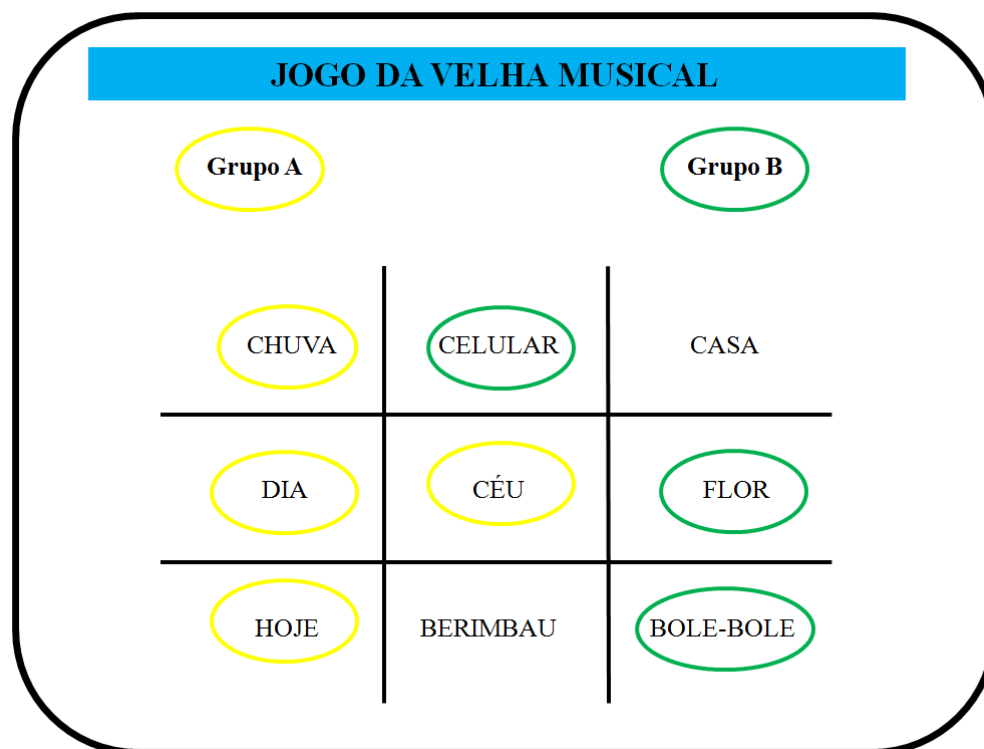 JOGO DA VELHA MUSICAL
Grupo A
Grupo B
CHUVA
CELULAR
CASA
DIA
CÉU
FLOR
HOJE
BERIMBAU
BOLE-BOLE